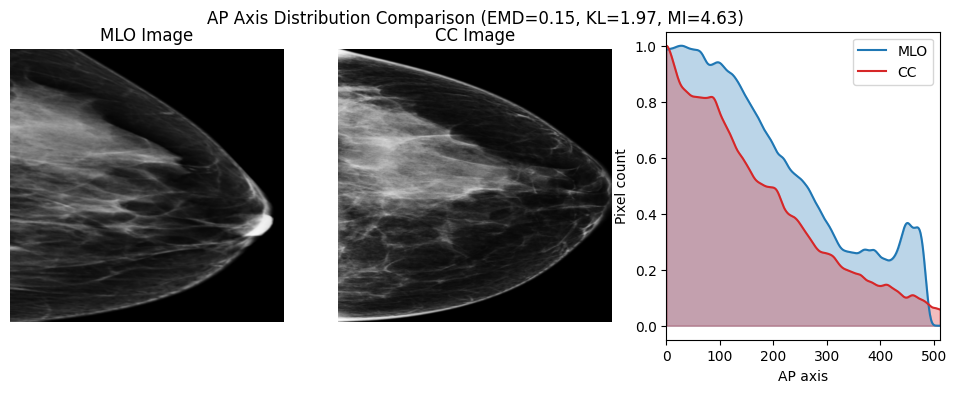 AP Axis Distribution Comparison (EMD=0.15, KL=1.97, MI=4.63)
MLO Image
CC Image
MLO
CC
1.0
0.8
0.6
0.4
0.2
0.0
Pixel count
0 100 200 300 400 500
AP axis